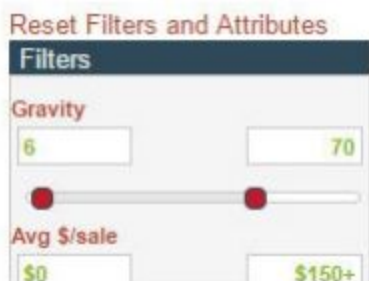 Reset Filters and Attributes
Filters
Gravity
6 70
Avg $/sale
$0 $150+